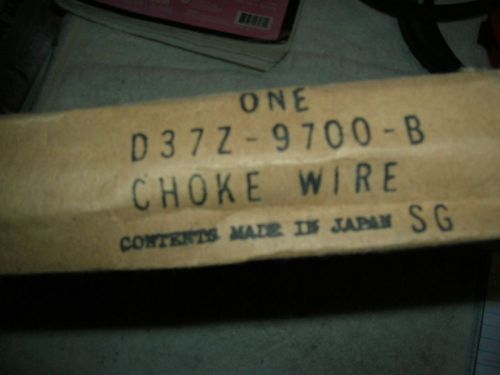 ONE
D37Z-9700-B
CHOKE WIRE
CONTENTS MADE IN JAPAN SG